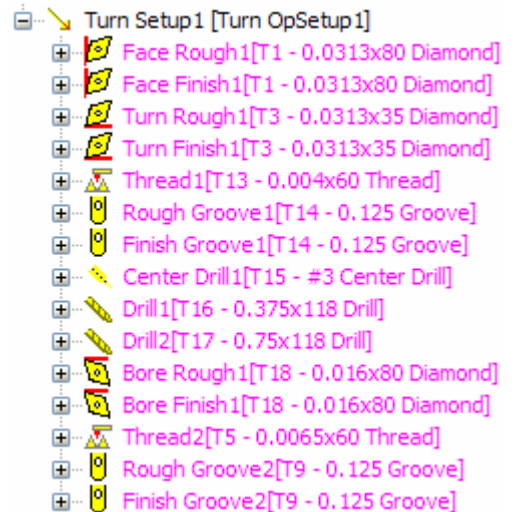 Turn Setup1 [Turn OpSetup1]
Face Rough1[T1 - 0.0313x80 Diamond]
Face Finish1[T1 - 0.0313x80 Diamond]
Turn Rough1[T3 - 0.0313x35 Diamond]
Turn Finish1[T3 - 0.0313x35 Diamond]
Thread1[T13 - 0.004x60 Thread]
Rough Groove1[T14 - 0.125 Groove]
Finish Groove1[T14 - 0.125 Groove]
Center Drill1[T15 - #3 Center Drill]
Drill1[T16 - 0.375x118 Drill]
Drill2[T17 - 0.75x118 Drill]
Bore Rough1[T18 - 0.016x80 Diamond]
Bore Finish1[T18 - 0.016x80 Diamond]
Thread2[T5 - 0.0065x60 Thread]
Rough Groove2[T9 - 0.125 Groove]
Finish Groove2[T9 - 0.125 Groove]